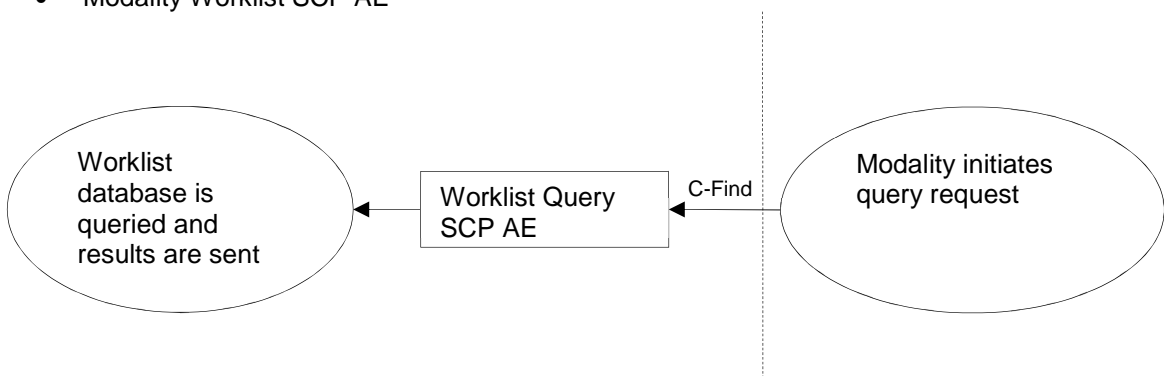 • Modality Worklist SCP AE
Worklist
database is
queried and
results are sent
Worklist Query
SCP AE
C-Find
Modality initiates
query request